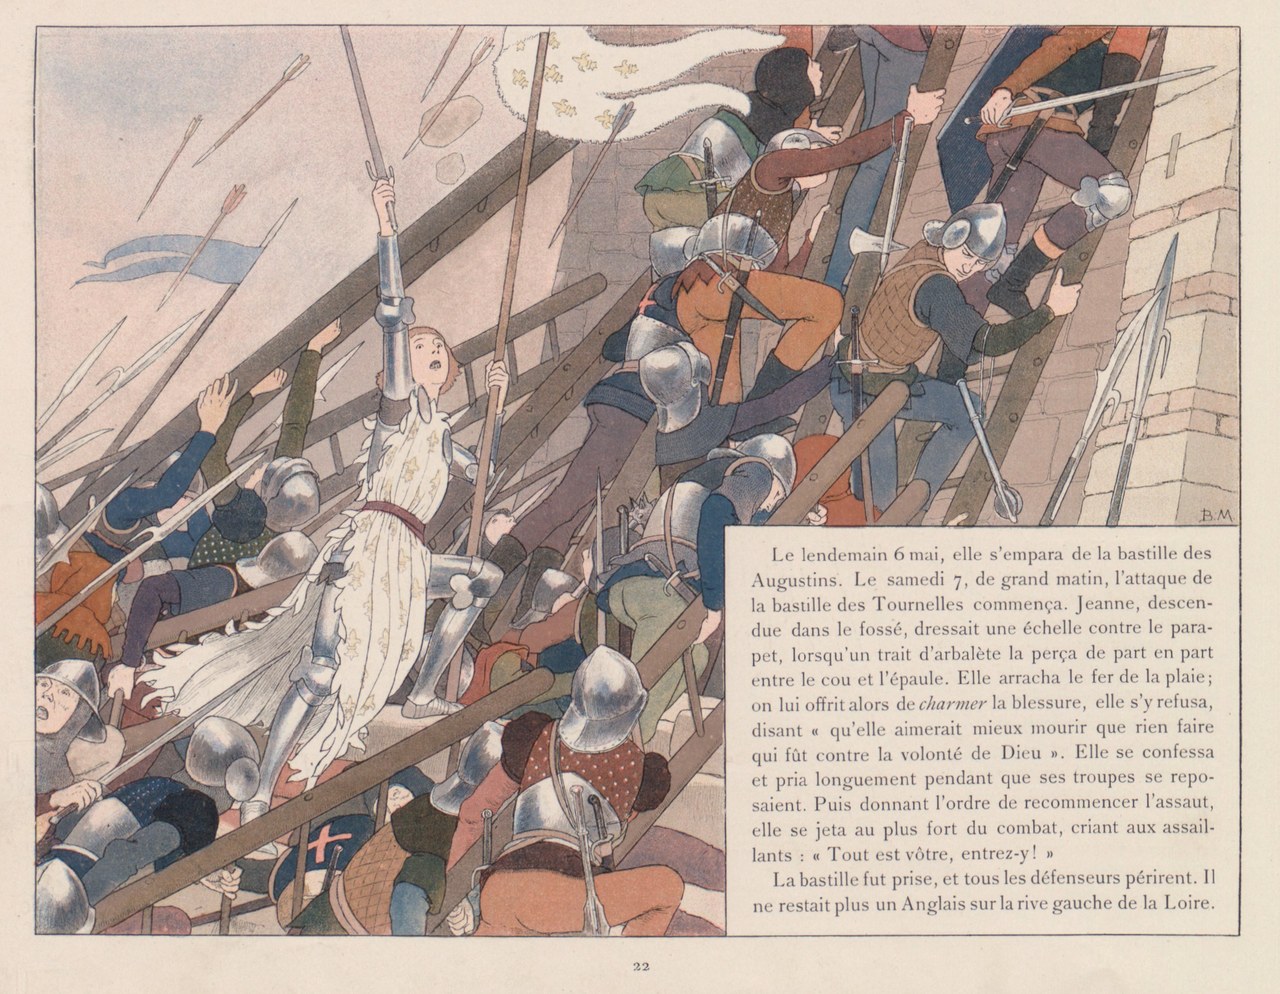 B.M
Le lendemain 6 mai, elle s'empara de la bastille des
Augustins. Le samedi 7, de grand matin, l'attaque de
la bastille des Tournelles commença. Jeanne, descen-
due dans le fossé, dressait une échelle contre le para-
pet, lorsqu'un trait d'arbalète la perça de part en part
entre le cou et l'épaule. Elle arracha le fer de la plaie;
on lui offrit alors de charmer la blessure, elle s'y refusa,
disant « qu'elle aimerait mieux mourir que rien faire
qui fût contre la volonté de Dieu ». Elle se confessa
et pria longuement pendant que ses troupes se repo-
saient. Puis donnant l'ordre de recommencer l'assaut,
elle se jeta au plus fort du combat, criant aux assail-
lants : « Tout est vôtre, entrez-y! »
La bastille fut prise, et tous les défenseurs périrent. Il
ne restait plus un Anglais sur la rive gauche de la Loire.
22